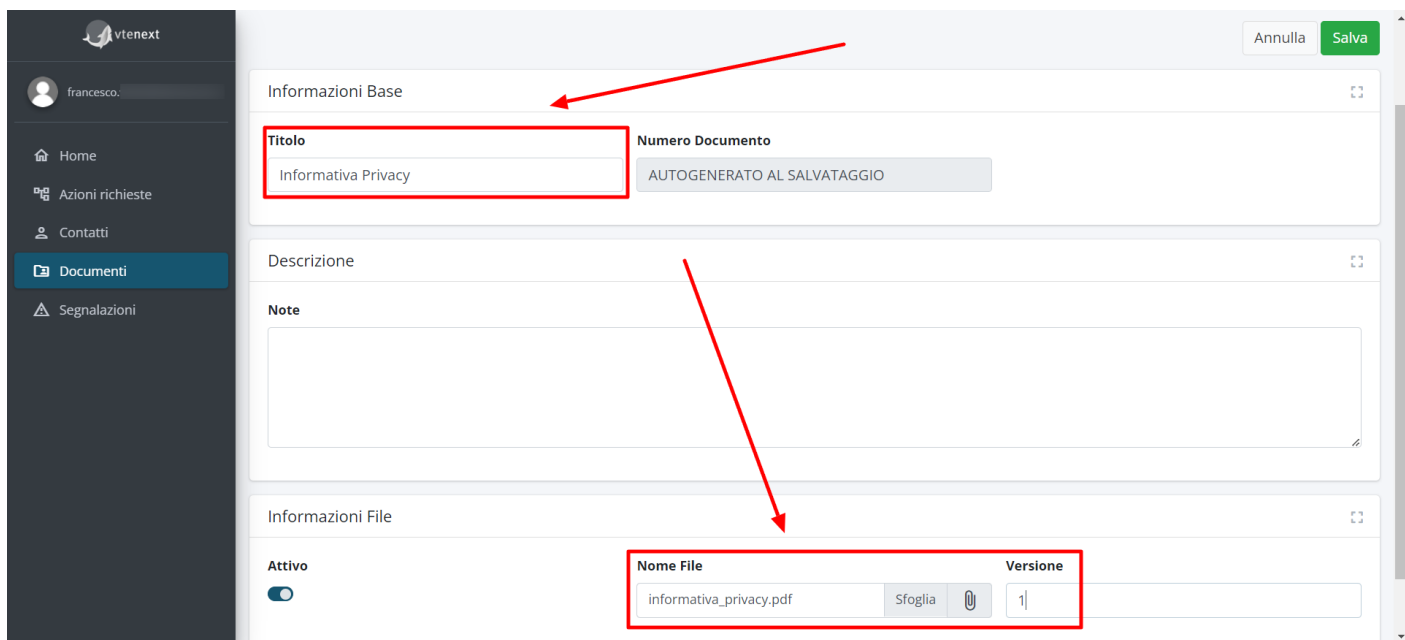 vtenext
Annulla Salva
francesco.
Informazioni Base
Titolo Numero Documento
Informativa Privacy AUTOGENERATO AL SALVATAGGIO
Home
Azioni richieste
Contatti
Documenti
Segnalazioni
Descrizione
Note
Informazioni File
Attivo Nome File Versione
informativa_privacy.pdf Sfoglia 1